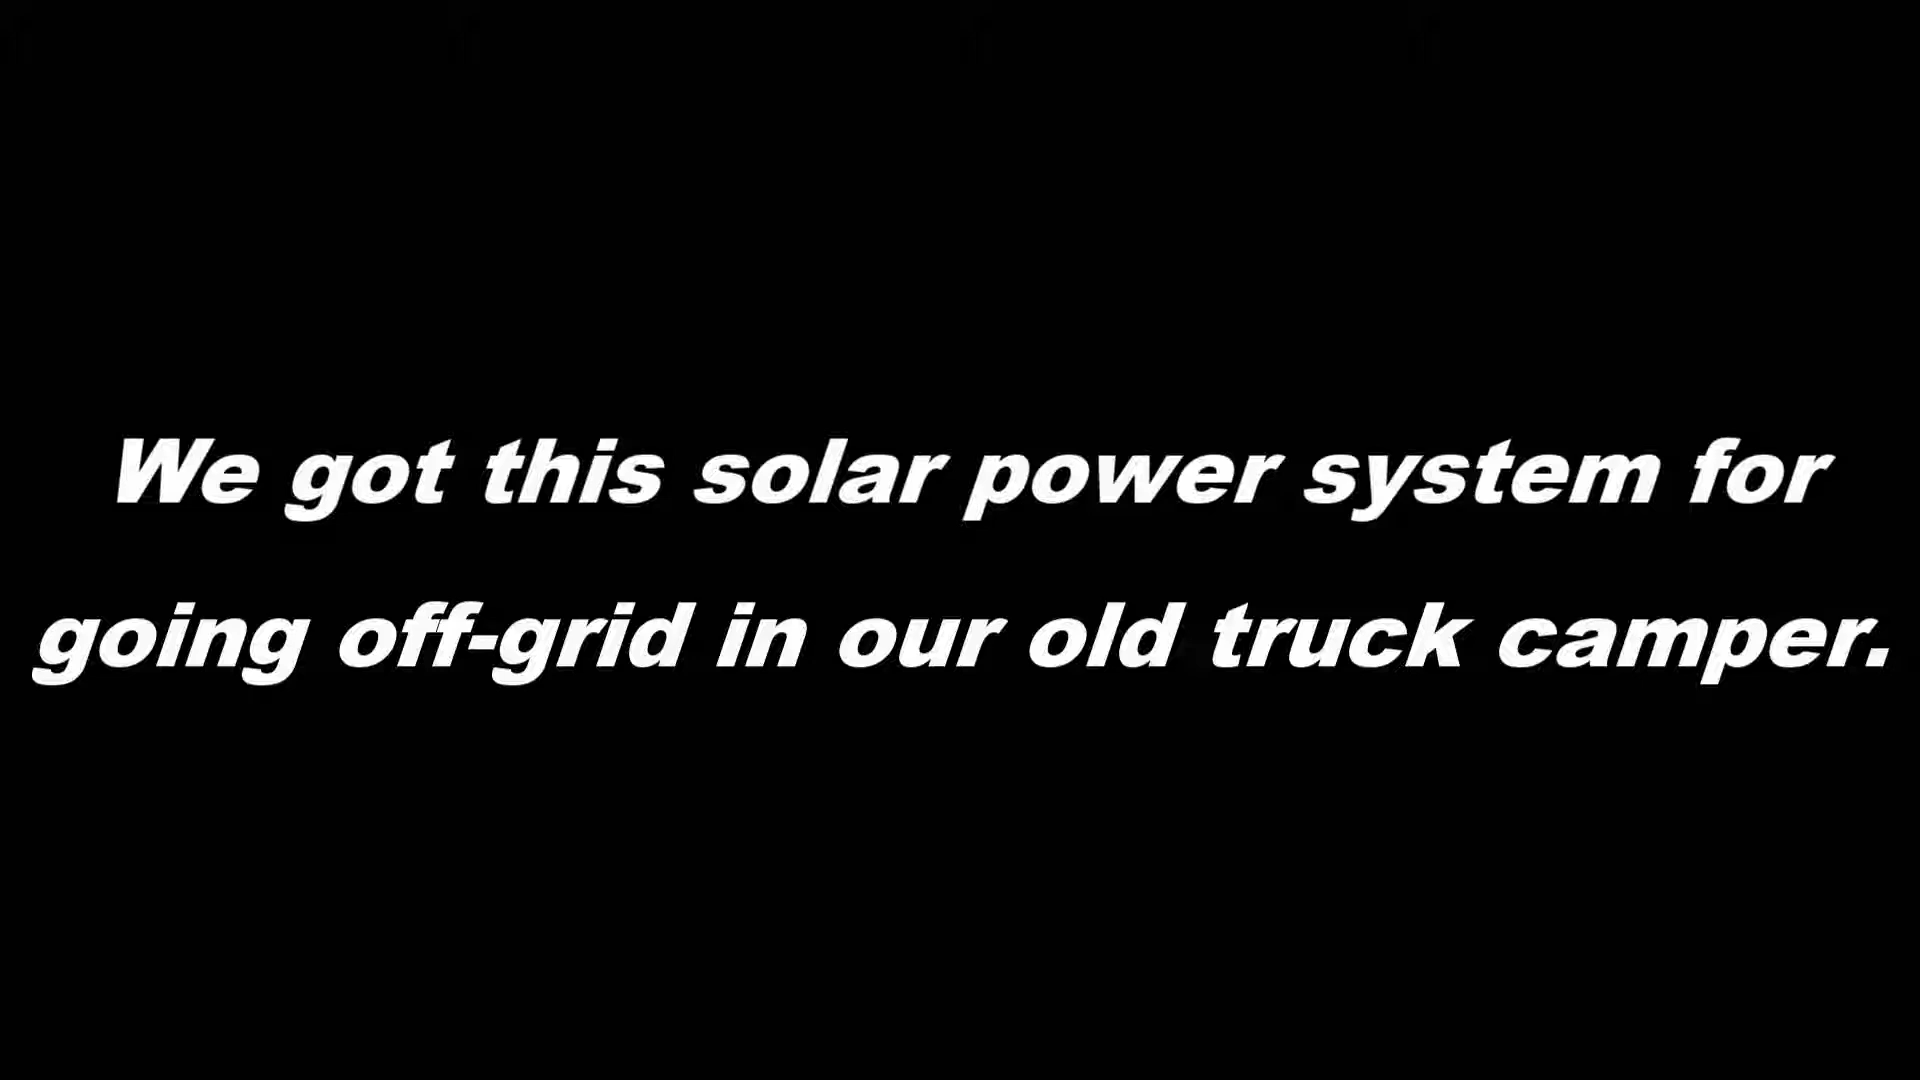 We got this solar power system for
going off-grid in our old truck camper.